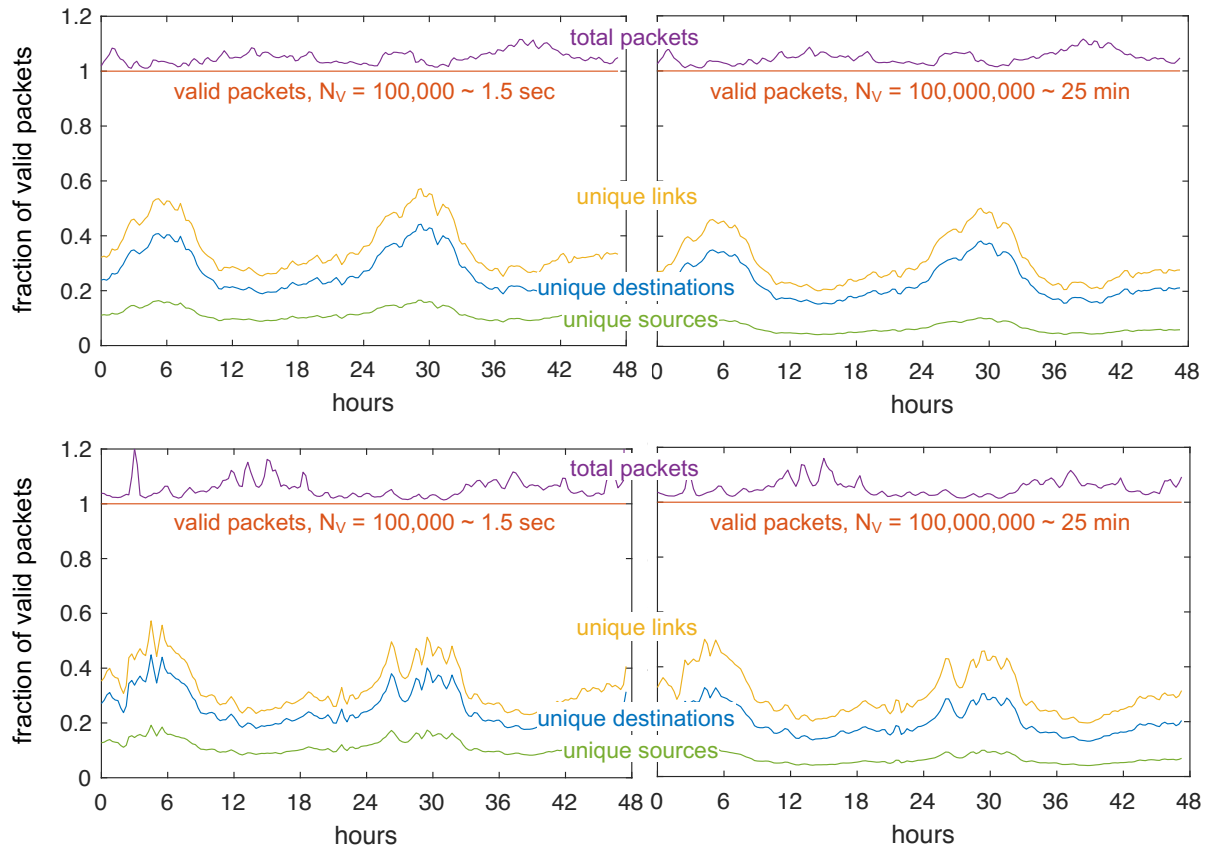 1.2
1
0.8
0.6
0.4
0.2
0
fraction of valid packets
total packets
valid packets, NV = 100,000 ~ 1.5 sec
valid packets, NV = 100,000,000 ~ 25 min
unique links
unique destinations
unique sources
0 6 12 18 24 30 36 42 48
0 6 12 18 24 30 36 42 48
hours
hours
1.2
1
0.8
0.6
0.4
0.2
0
fraction of valid packets
total packets
valid packets, NV = 100,000 ~ 1.5 sec
valid packets, NV = 100,000,000 ~ 25 min
unique links
unique destinations
unique sources
0 6 12 18 24 30 36 42 48
0 6 12 18 24 30 36 42 48
hours
hours